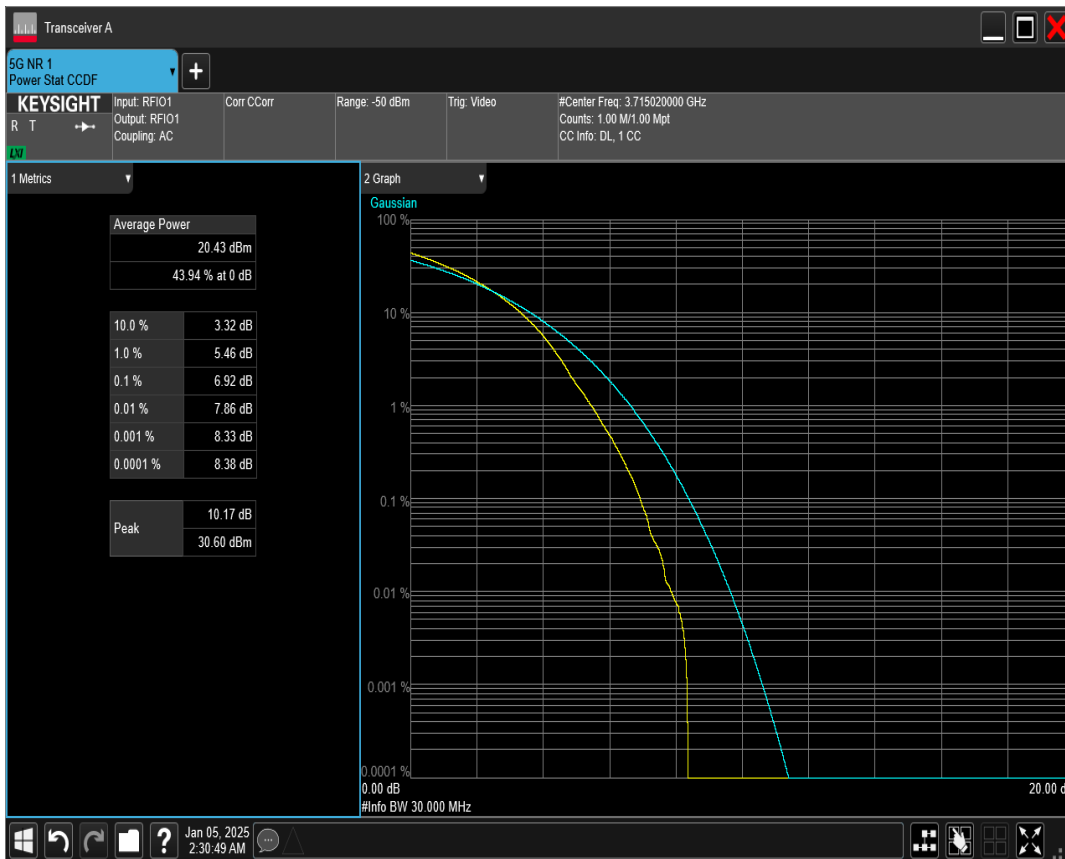 Transceiver A
5G NR 1
Power Stat CCDF
+
KEYSIGHT
R T
LXI
Input: RFIO1
Output: RFIO1
Coupling: AC
Corr CCorr
Range: -50 dBm
Trig: Video
#Center Freq: 3.715020000 GHz
Counts: 1.00 M/1.00 Mpt
CC Info: DL, 1 CC
1 Metrics
Average Power
20.43 dBm
43.94 % at 0 dB
10.0 % 3.32 dB
1.0 % 5.46 dB
0.1 % 6.92 dB
0.01 % 7.86 dB
0.001 % 8.33 dB
0.0001 % 8.38 dB
Peak
10.17 dB
30.60 dBm
2 Graph
Gaussian
100 %
10 %
1 %
0.1 %
0.01 %
0.001 %
0.0001 %
0.00 dB
20.00 d
#Info BW 30.000 MHz
?
Jan 05, 2025
2:30:49 AM